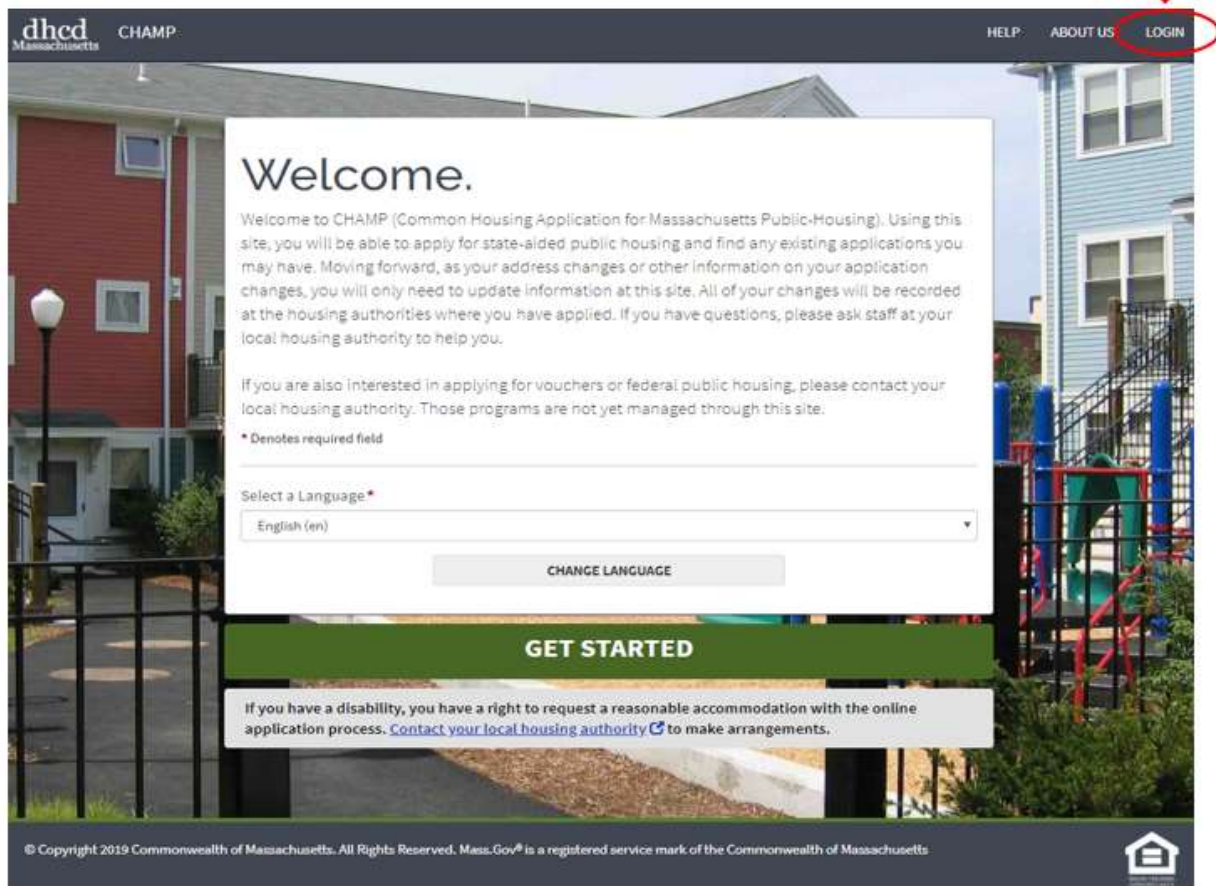 dhcd
Massachusetts
CHAMP
HELP
ABOUT US
LOGIN
Welcome.
Welcome to CHAMP (Common Housing Application for Massachusetts Public-Housing). Using this
site, you will be able to apply for state-aided public housing and find any existing applications you
may have. Moving forward, as your address changes or other information on your application
changes, you will only need to update information at this site. All of your changes will be recorded
at the housing authorities where you have applied. If you have questions, please ask staff at your
local housing authority to help you.
If you are also interested in applying for vouchers or federal public housing, please contact your
local housing authority. Those programs are not yet managed through this site.
* Denotes required field
Select a Language*
English (en)
CHANGE LANGUAGE
GET STARTED
If you have a disability, you have a right to request a reasonable accommodation with the online
application process. Contact your local housing authority to make arrangements.
© Copyright 2019 Commonwealth of Massachusetts. All Rights Reserved. Mass.Gov® is a registered service mark of the Commonwealth of Massachusetts